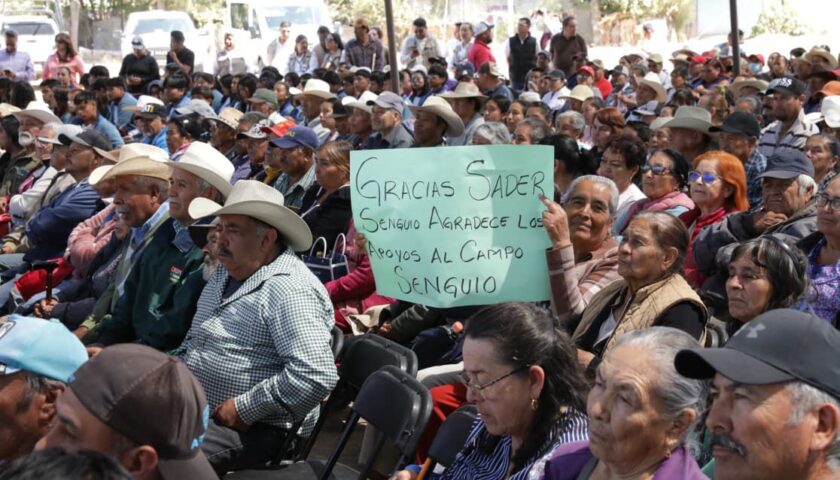 GRACIAS SADER
SENGUIO AGRADECE LOS
APOYOS AL CAMPO
SENGUIO